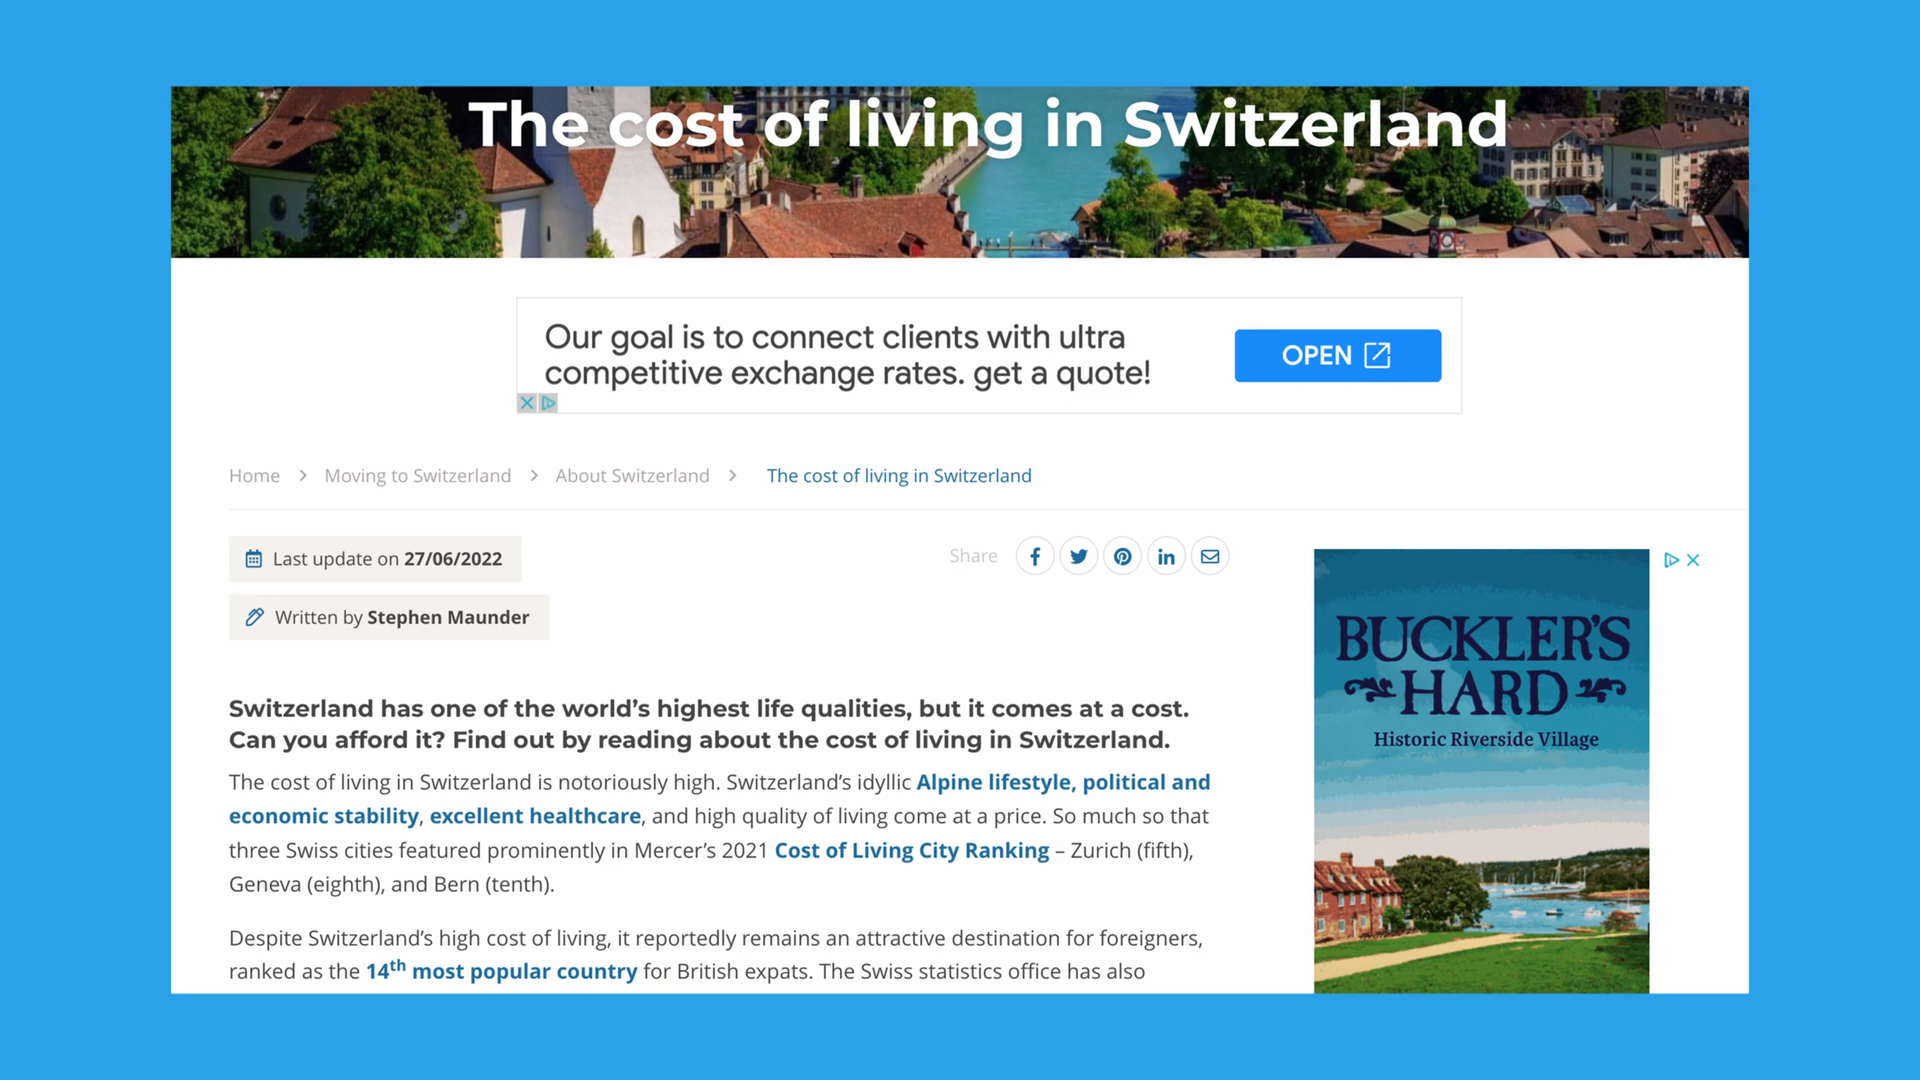 The cost of living in Switzerland
Our goal is to connect clients with ultra
competitive exchange rates. get a quote!
OPEN
Home > Moving to Switzerland > About Switzerland > The cost of living in Switzerland
Last update on 27/06/2022
Share
Written by Stephen Maunder
Switzerland has one of the world’s highest life qualities, but it comes at a cost.
Can you afford it? Find out by reading about the cost of living in Switzerland.
The cost of living in Switzerland is notoriously high. Switzerland’s idyllic Alpine lifestyle, political and
economic stability, excellent healthcare, and high quality of living come at a price. So much so that
three Swiss cities featured prominently in Mercer’s 2021 Cost of Living City Ranking – Zurich (fifth),
Geneva (eighth), and Bern (tenth).
Despite Switzerland’s high cost of living, it reportedly remains an attractive destination for foreigners,
ranked as the 14th most popular country for British expats. The Swiss statistics office has also
BUCKLER'S
HARD
Historic Riverside Village